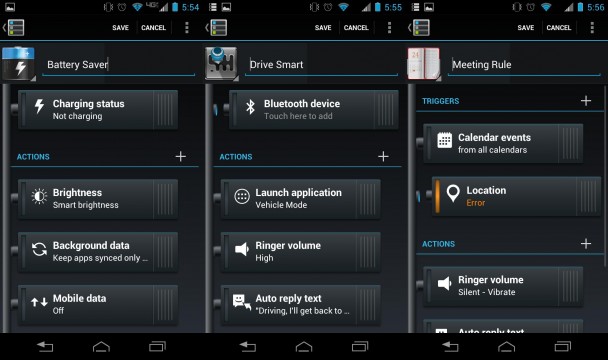 4G 5:54
SAVE CANCEL
Battery Saver
Charging status
Not charging
ACTIONS +
Brightness
Smart brightness
Background data
Keep apps synced only ...
Mobile data
Off
5:55
SAVE CANCEL
Drive Smart
Bluetooth device
Touch here to add
ACTIONS +
Launch application
Vehicle Mode
Ringer volume
High
Auto reply text
"Driving, I'll get back to ...
5:56
SAVE CANCEL
Meeting Rule
TRIGGERS +
Calendar events
from all calendars
Location
Error
ACTIONS +
Ringer volume
Silent - Vibrate
Auto reply text